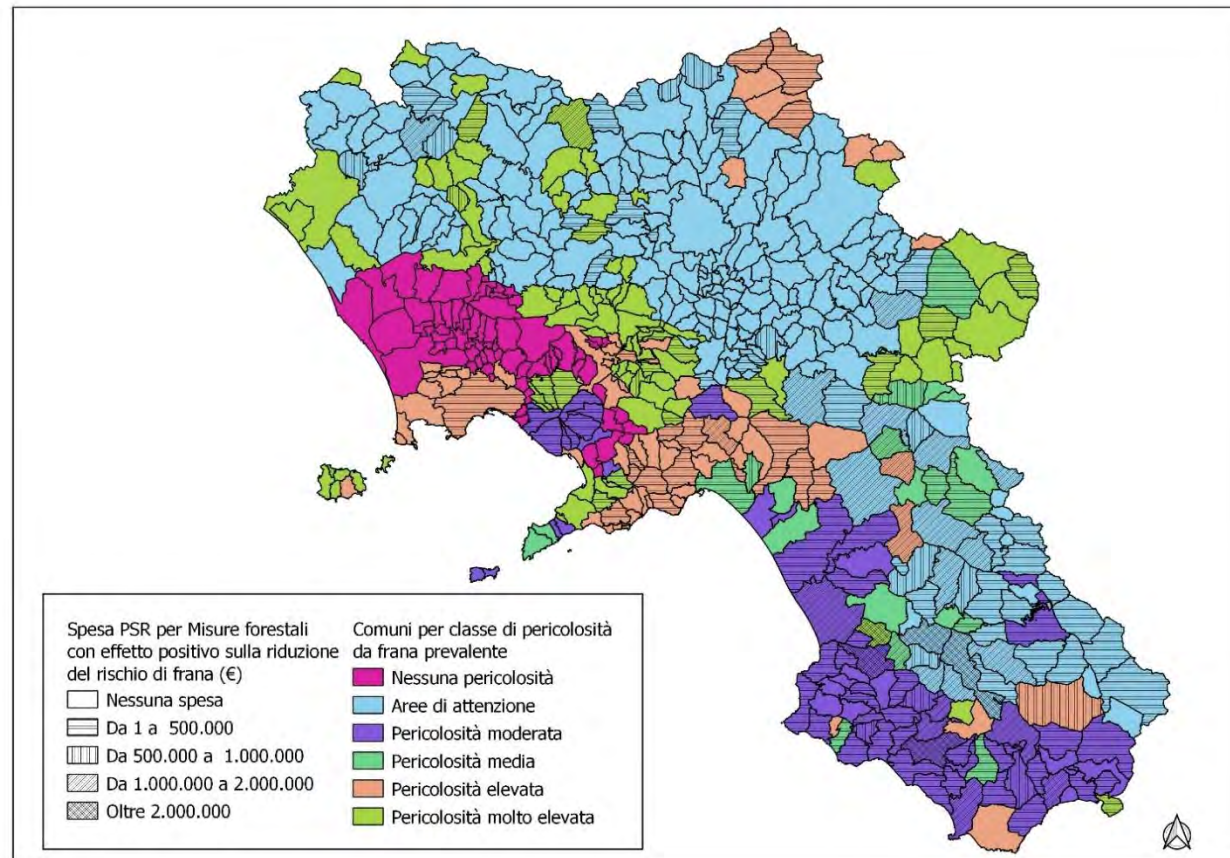 Spesa PSR per Misure forestali
con effetto positivo sulla riduzione
del rischio di frana (€)
Nessuna spesa
Da 1 a 500.000
Da 500.000 a 1.000.000
Da 1.000.000 a 2.000.000
Oltre 2.000.000
Comuni per classe di pericolosità
da frana prevalente
Nessuna pericolosità
Aree di attenzione
Pericolosità moderata
Pericolosità media
Pericolosità elevata
Pericolosità molto elevata